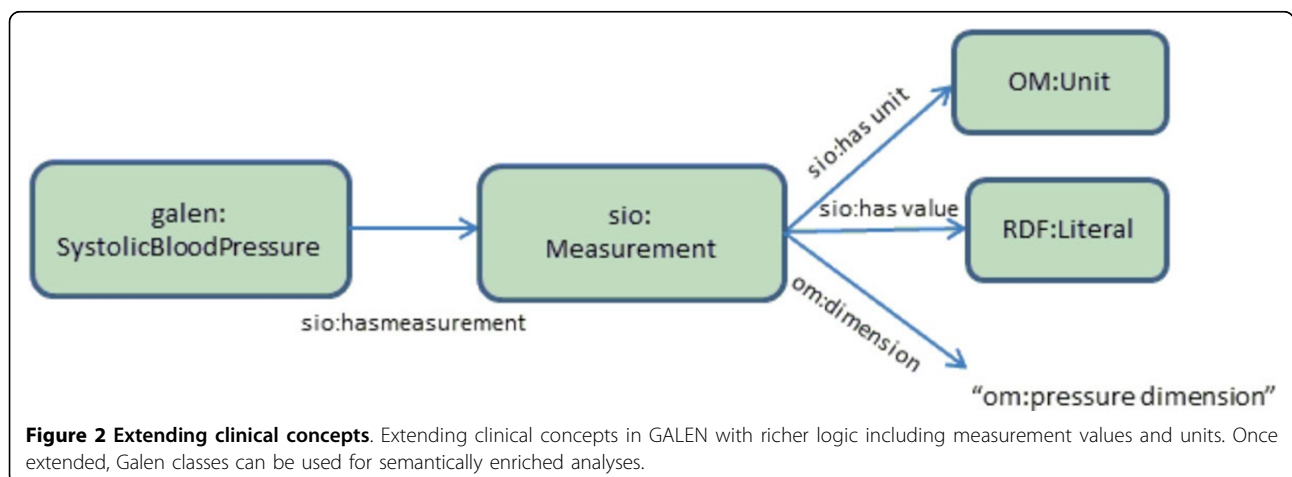 galen:
SystolicBloodPressure
sio:hasmeasurement
sio:
Measurement
sio:has unit
OM:Unit
sio:has value
RDF:Literal
om:dimension
“om:pressure dimension”
Figure 2 Extending clinical concepts. Extending clinical concepts in GALEN with richer logic including measurement values and units. Once
extended, Galen classes can be used for semantically enriched analyses.